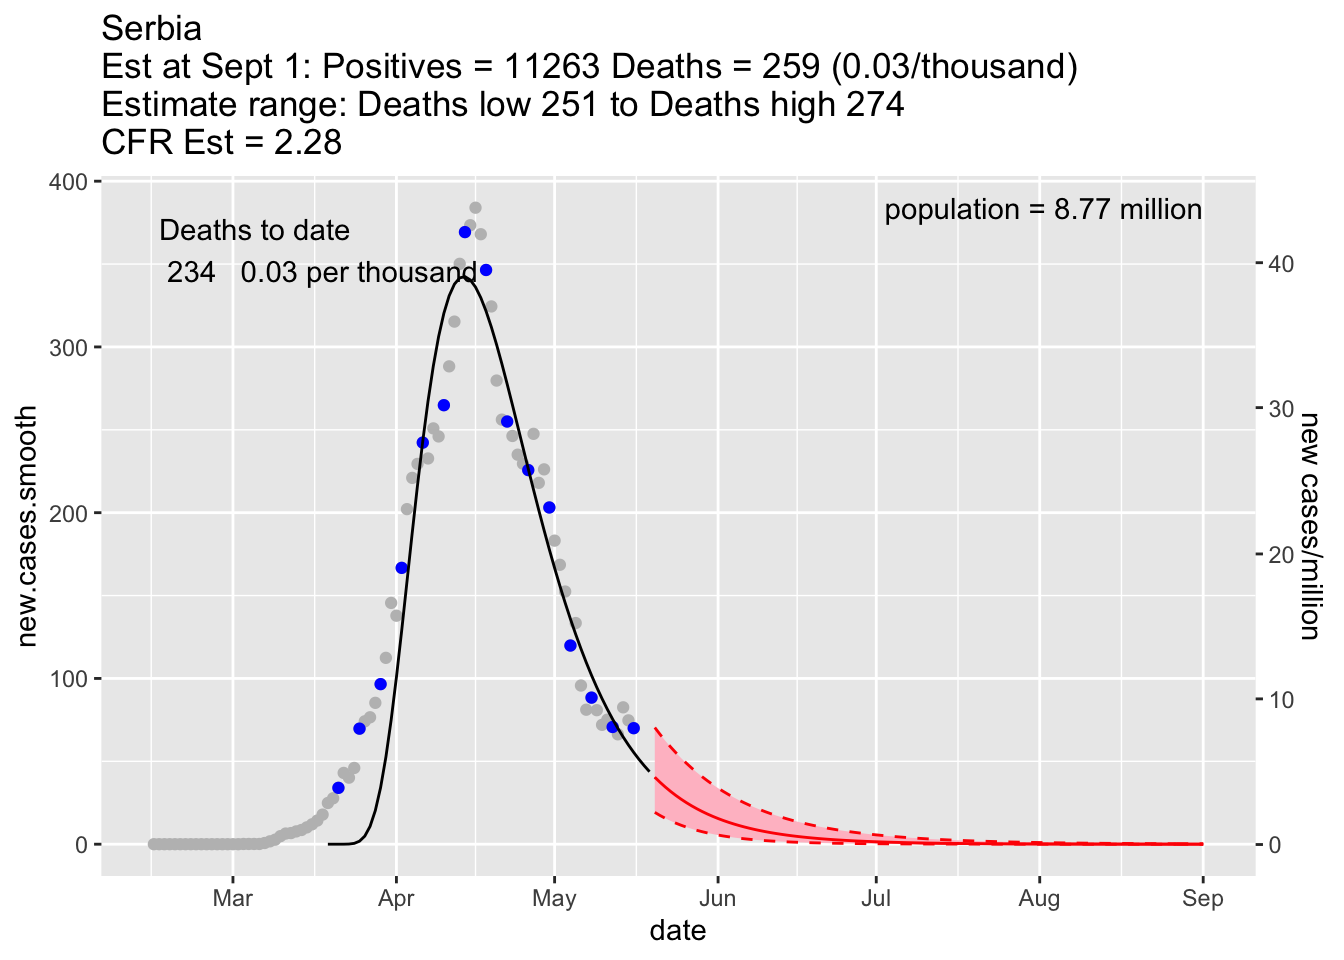 Serbia
Est at Sept 1: Positives = 11263 Deaths = 259 (0.03/thousand)
Estimate range: Deaths low 251 to Deaths high 274
CFR Est = 2.28
400
300
200
100
0
new.cases.smooth
Deaths to date
234 0.03 per thousand
population = 8.77 million
40
30
20
10
0
new cases/million
Mar Apr May Jun Jul Aug Sep
date